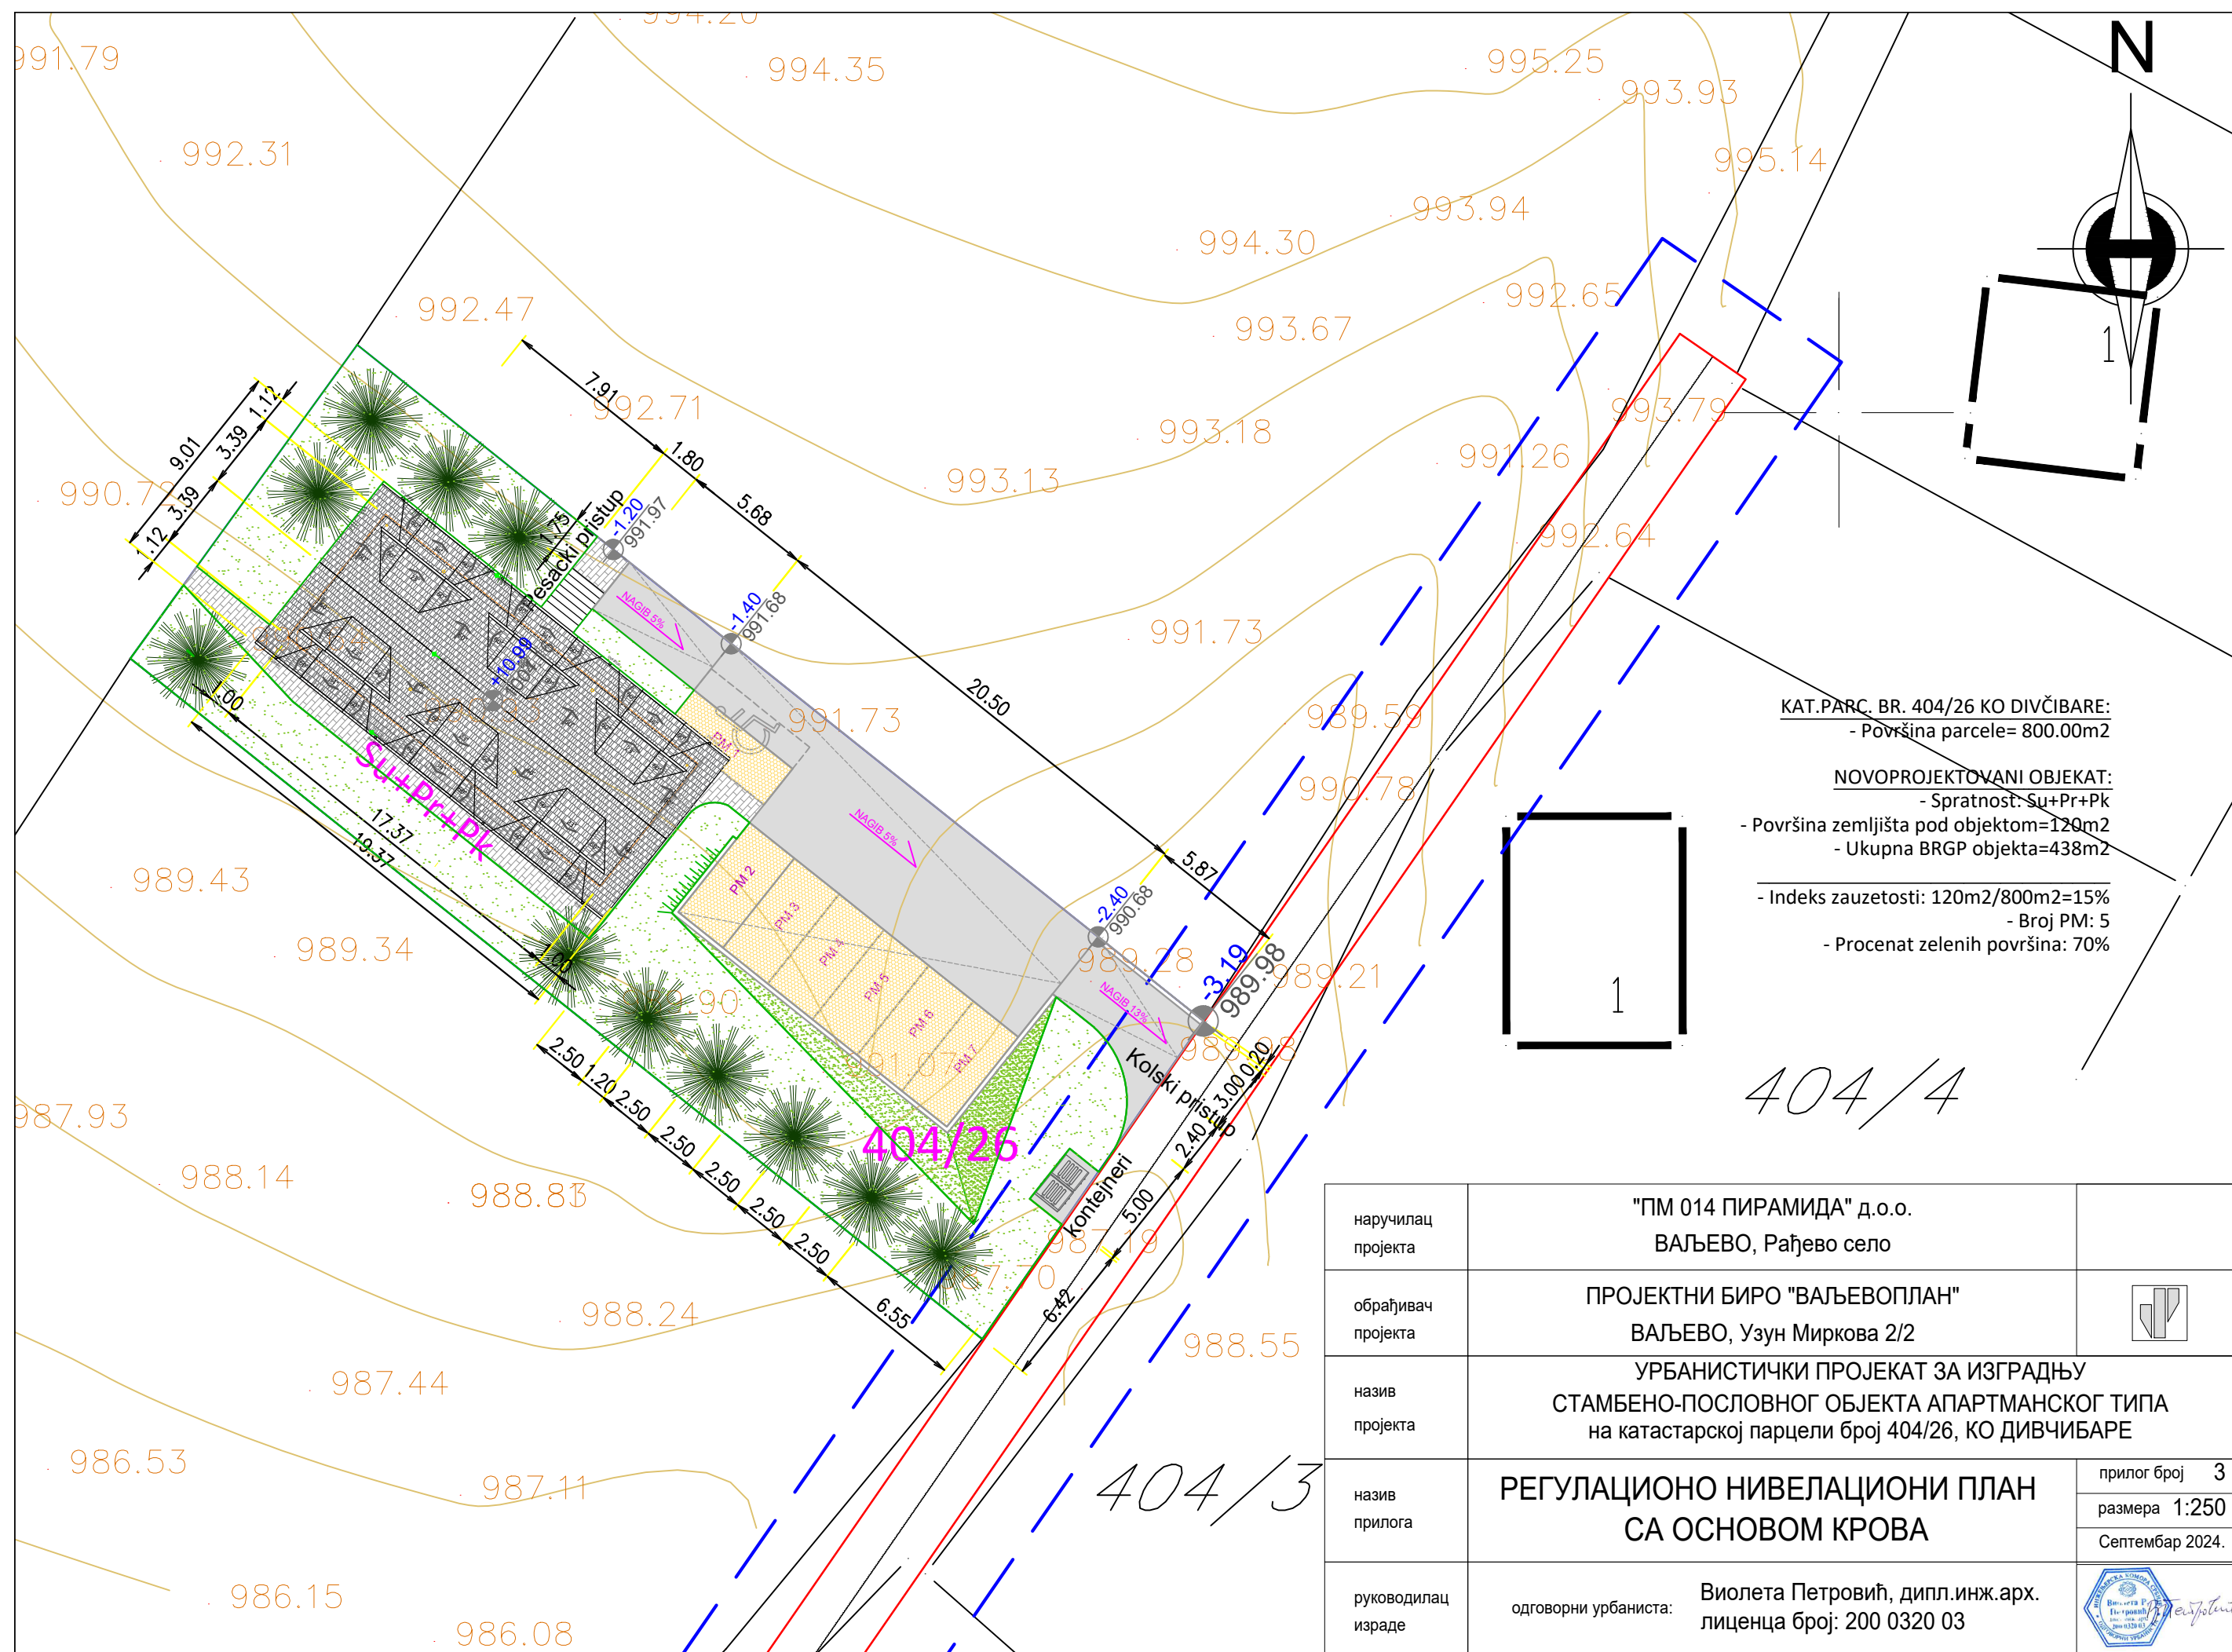 994.20
991.79
994.35
995.25
993.93
N
992.31
995.14
993.94
994.30
992.47
992.65
993.67
1
7.91
992.71
993.79
1.12
3.39
9.01
1.80
993.18
991.26
993.13
990.72
3.39
5.68
.12
1.75
Pesacki pristup
-1.20
991.97
992.64
NAGIB 5%
-1.40
991.68
991.73
+10.99
1.00
20.50
PM 1
991.73
989.59
KAT.PARC. BR. 404/26 KO DIVČIBARE:
- Površina parcele= 800.00m2
NOVOPROJEKTOVANI OBJEKAT:
- Spratnost: Su+Pr+Pk
- Površina zemljišta pod objektom=120m2
- Ukupna BRGP objekta=438m2
- Indeks zauzetosti: 120m2/800m2=15%
- Broj PM: 5
- Procenat zelenih površina: 70%
990.78
Su+Pr+Pk
17.37
19.37
NAGIB 5%
5.87
989.43
PM 2
PM 3
PM 4
PM 5
PM 6
PM 7
-2.40
990.68
989.34
989.28
-3.19
989.98
989.21
1
NAGIB 13%
989.98
991.07
Kolski pristup
0.20
3.00
2.40
5.00
6.42
404/4
2.50
1.20
2.50
2.50
2.50
2.50
2.50
6.55
987.93
404/26
kontejneri
988.14
988.83
987.19
988.24
988.55
987.44
986.53
987.11
404/3
986.15
986.08
наручилац
пројекта
"ПМ 014 ПИРАМИДА" д.о.о.
ВАЉЕВО, Рађево село
обрађивач
пројекта
ПРОЈЕКТНИ БИРО "ВАЉЕВОПЛАН"
ВАЉЕВО, Узун Миркова 2/2
назив
пројекта
УРБАНИСТИЧКИ ПРОЈЕКАТ ЗА ИЗГРАДЊУ
СТАМБЕНО-ПОСЛОВНОГ ОБЈЕКТА АПАРТМАНСКОГ ТИПА
на катастарској парцели број 404/26, КО ДИВЧИБАРЕ
назив
прилога
РЕГУЛАЦИОНО НИВЕЛАЦИОНИ ПЛАН
СА ОСНОВОМ КРОВА
прилог број 3
размера 1:250
Септембар 2024.
руководилац
израде
одговорни урбаниста:
Виолета Петровић, дипл.инж.арх.
лиценца број: 200 0320 03